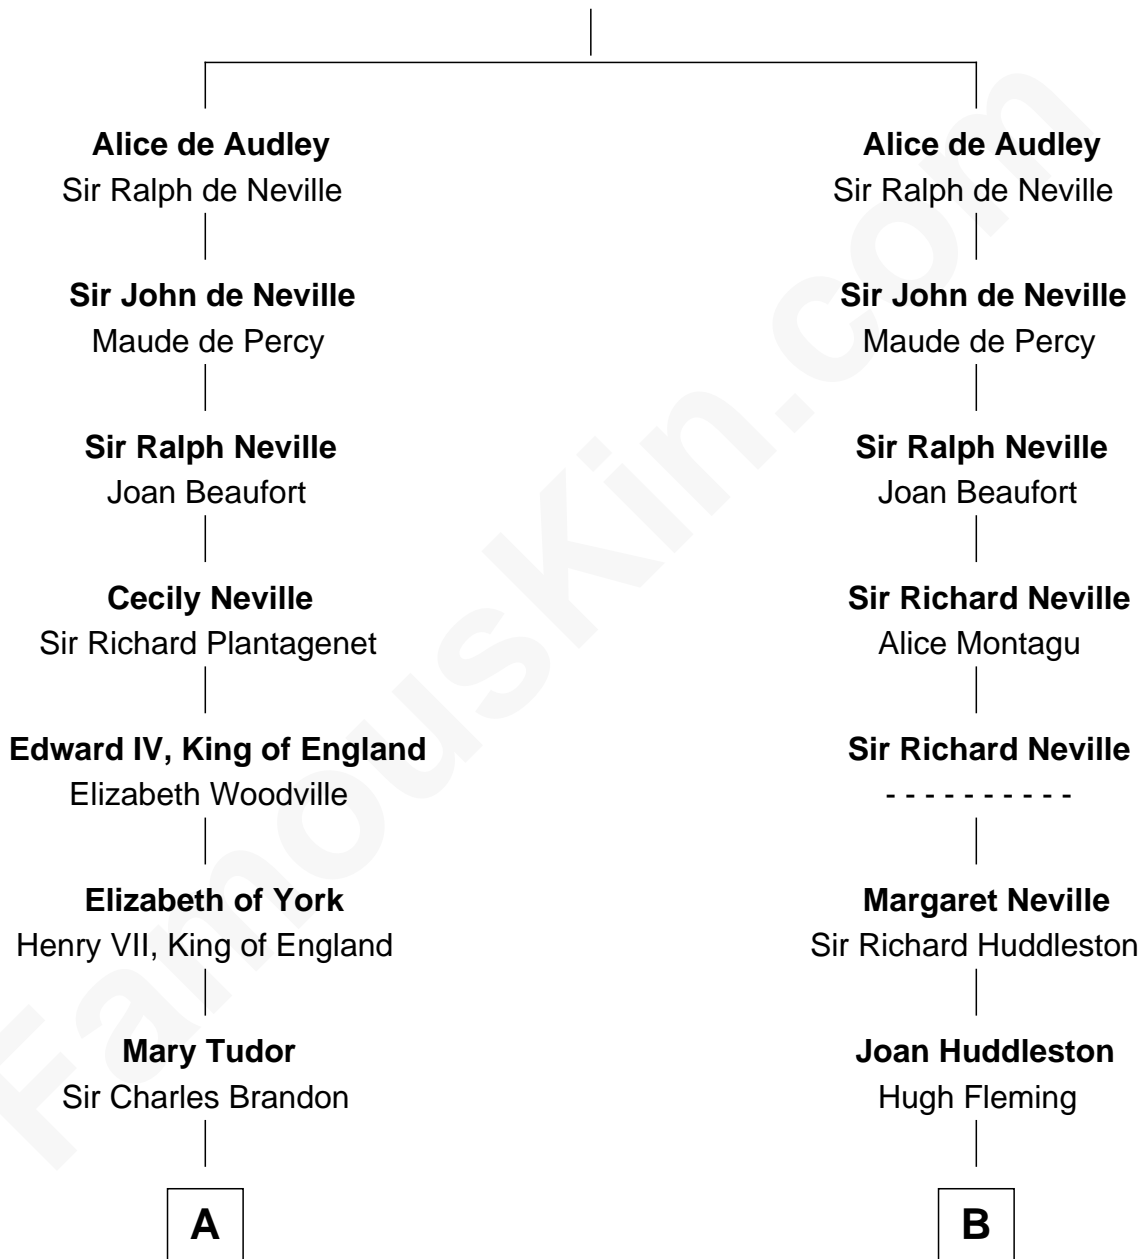 Alice de Audley
Sir Ralph de Neville
Alice de Audley
Sir Ralph de Neville
Sir John de Neville
Maude de Percy
Sir John de Neville
Maude de Percy
Sir Ralph Neville
Joan Beaufort
Sir Ralph Neville
Joan Beaufort
Cecily Neville
Sir Richard Plantagenet
Sir Richard Neville
Alice Montagu
Edward IV, King of England
Elizabeth Woodville
Sir Richard Neville
- - - - - - - - - -
Elizabeth of York
Henry VII, King of England
Margaret Neville
Sir Richard Huddleston
Mary Tudor
Sir Charles Brandon
Joan Huddleston
Hugh Fleming
A
B
FamousKin.com